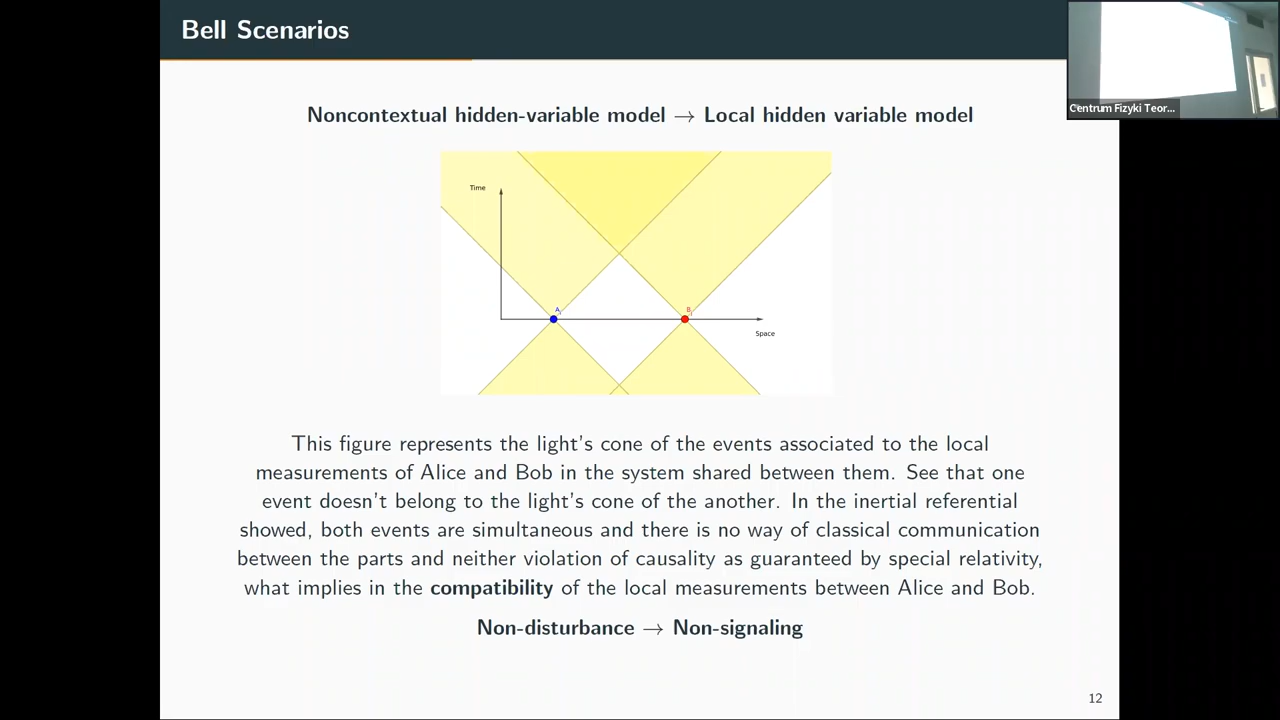 Bell Scenarios
Centrum Fizyki Teor...
Noncontextual hidden-variable model → Local hidden variable model
Time
A_i
B_i
Space
This figure represents the light's cone of the events associated to the local
measurements of Alice and Bob in the system shared between them. See that one
event doesn't belong to the light's cone of the another. In the inertial referential
showed, both events are simultaneous and there is no way of classical communication
between the parts and neither violation of causality as guaranteed by special relativity,
what implies in the compatibility of the local measurements between Alice and Bob.
Non-disturbance → Non-signaling
12